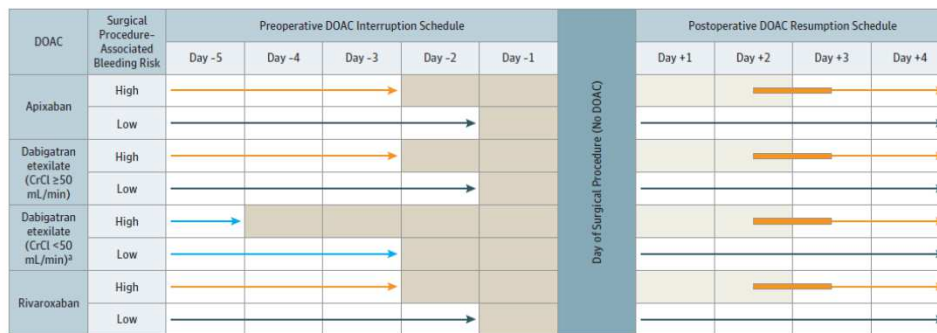 DOAC
Surgical
Procedure–
Associated
Bleeding Risk
Preoperative DOAC Interruption Schedule
Day –5
Day –4
Day –3
Day –2
Day –1
Day of Surgical Procedure (No DOAC)
Postoperative DOAC Resumption Schedule
Day +1
Day +2
Day +3
Day +4
Apixaban
High
Low
Dabigatran
etexilate
(CrCl ≥50
mL/min)
High
Low
Dabigatran
etexilate
(CrCl <50
mL/min)a
High
Low
Rivaroxaban
High
Low